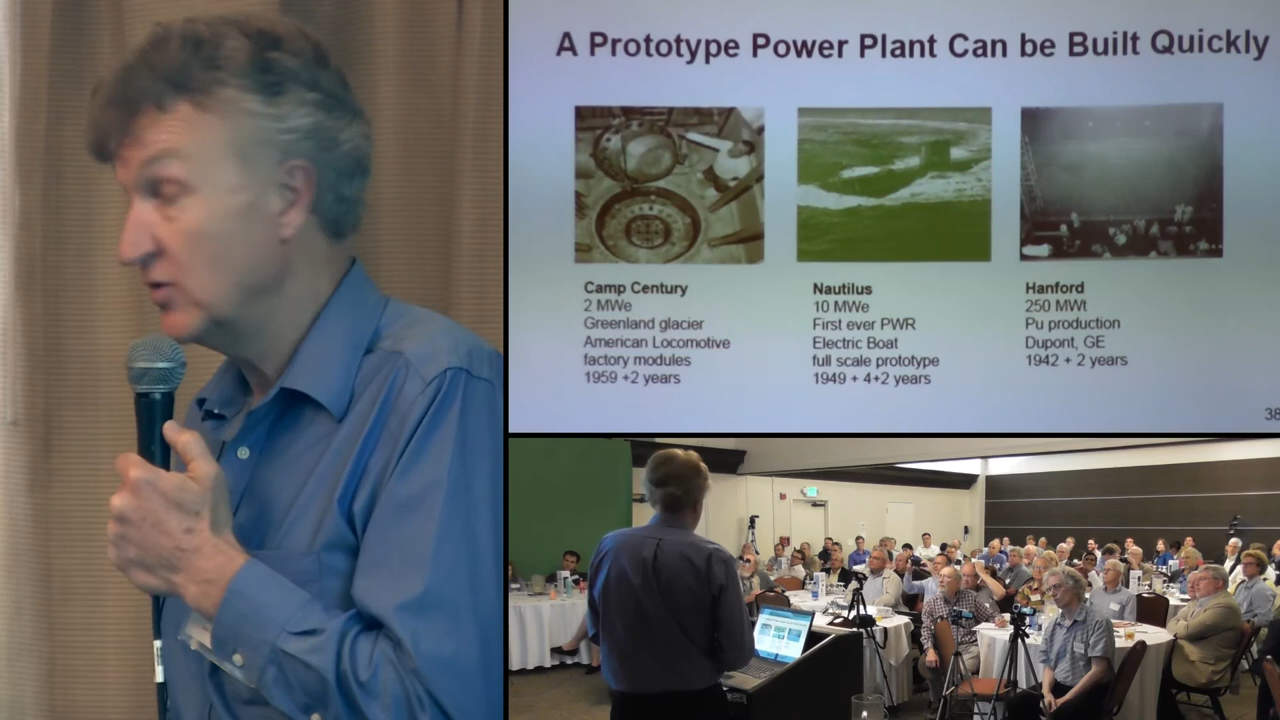 A Prototype Power Plant Can be Built Quickly
Camp Century
2 MWe
Greenland glacier
American Locomotive
factory modules
1959 +2 years
Nautilus
10 MWe
First ever PWR
Electric Boat
full scale prototype
1949 + 4+2 years
Hanford
250 MWt
Pu production
Dupont, GE
1942 + 2 years
38